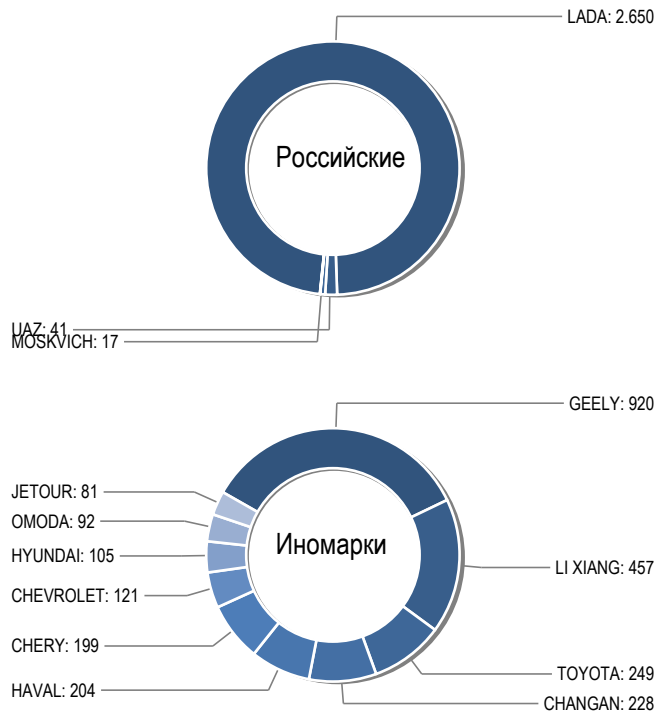 LADA: 2.650
Российские
UAZ: 41
MOSKVICH: 17
GEELY: 920
JETOUR: 81
OMODA: 92
Иномарки
HYUNDAI: 105
LI XIANG: 457
CHEVROLET: 121
CHERY: 199
TOYOTA: 249
HAVAL: 204
CHANGAN: 228